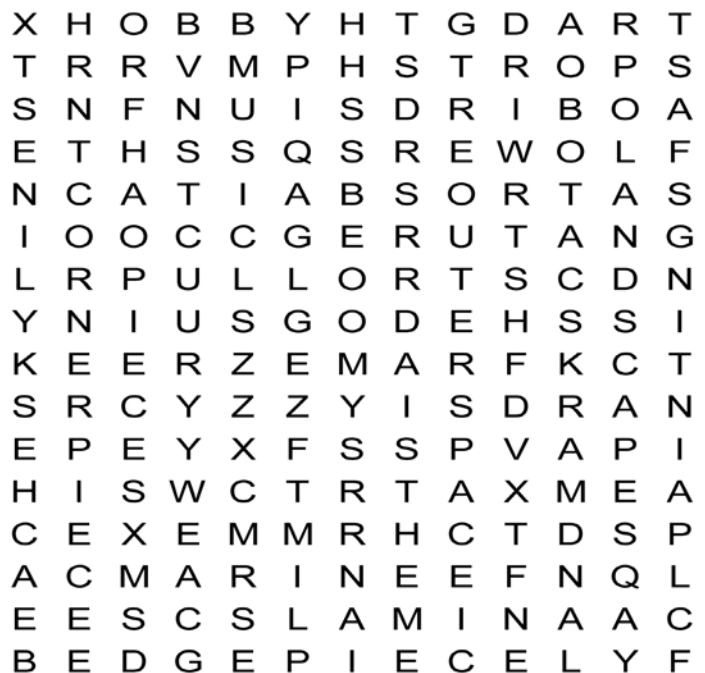 X H O B B Y H T G D A R T
T R R V M P H S T R O P S
S N F N U I S D R I B O A
E T H S S Q S R E W O L F
N C A T I A B S O R T A S
I O O C C G E R U T A N G
L R P U L L O R T S C D N
Y N I U S G O D E H S S I
K E E R Z E M A R F K C T
S R C Y Z Z Y I S D R A N
E P E Y X F S S P V A P I
H I S W C T R T A X M E A
C E X E M M R H C T D S P
A C M A R I N E E F N Q L
E E S C S L A M I N A A C
B E D G E P I E C E L Y F